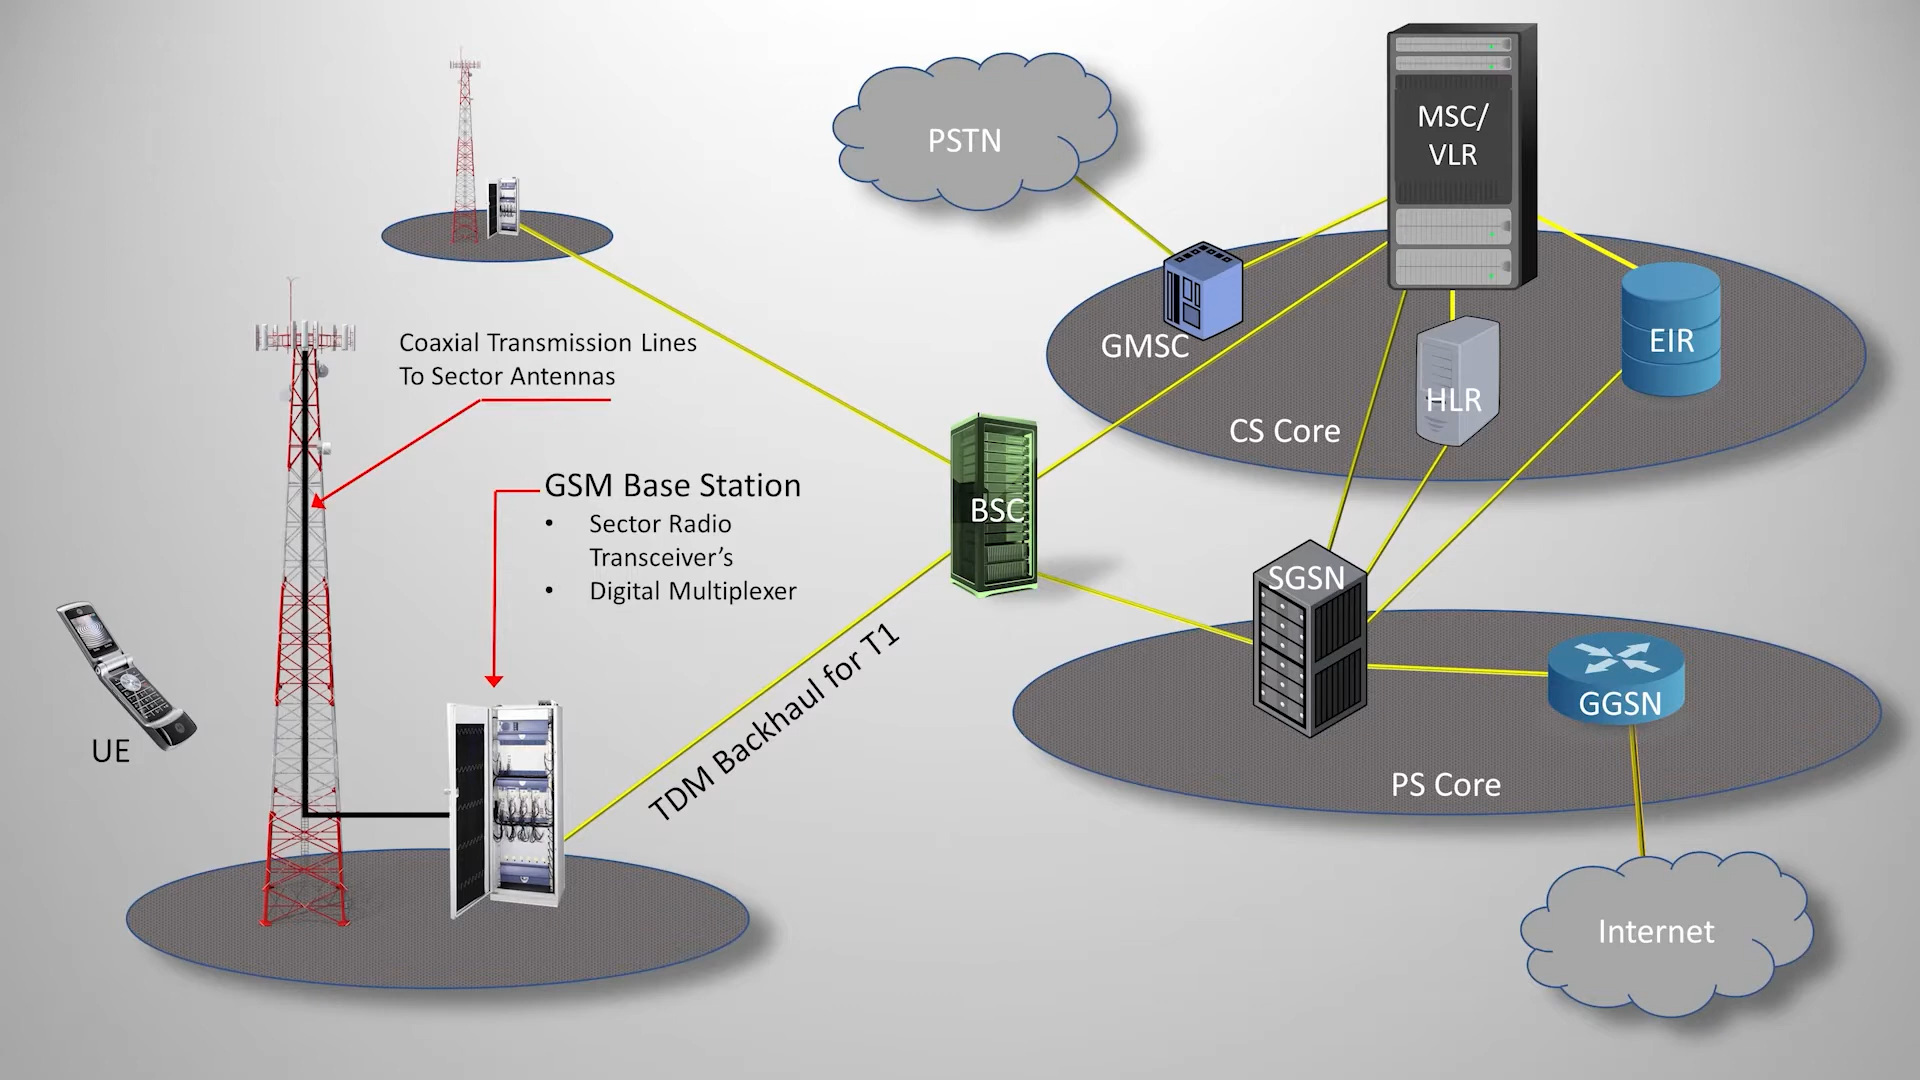 PSTN
MSC/
VLR
GMSC
HLR
EIR
CS Core
Coaxial Transmission Lines
To Sector Antennas
GSM Base Station
• Sector Radio
Transceiver’s
• Digital Multiplexer
BSC
SGSN
GGSN
PS Core
TDM Backhaul for T1
UE
Internet